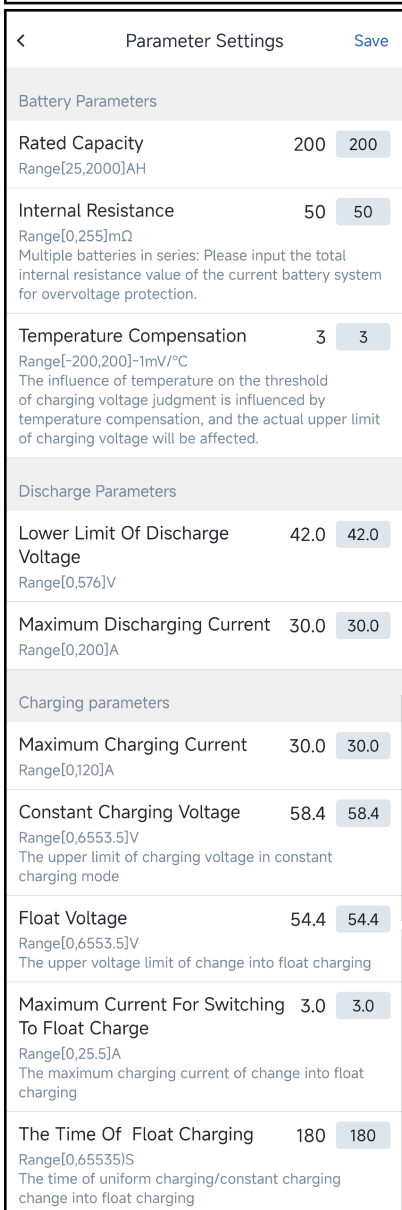 Parameter Settings
Save
Battery Parameters
Rated Capacity 200 200
Range[25,2000]AH
Internal Resistance 50 50
Range[0,255]mΩ
Multiple batteries in series: Please input the total
internal resistance value of the current battery system
for overvoltage protection.
Temperature Compensation 3 3
Range[-200,200]-1mV/°C
The influence of temperature on the threshold
of charging voltage judgment is influenced by
temperature compensation, and the actual upper limit
of charging voltage will be affected.
Discharge Parameters
Lower Limit Of Discharge 42.0 42.0
Voltage
Range[0,576]V
Maximum Discharging Current 30.0 30.0
Range[0,200]A
Charging parameters
Maximum Charging Current 30.0 30.0
Range[0,120]A
Constant Charging Voltage 58.4 58.4
Range[0,6553.5]V
The upper limit of charging voltage in constant
charging mode
Float Voltage 54.4 54.4
Range[0,6553.5]V
The upper voltage limit of change into float charging
Maximum Current For Switching 3.0 3.0
To Float Charge
Range[0,25.5]A
The maximum charging current of change into float
charging
The Time Of Float Charging 180 180
Range[0,65535)S
The time of uniform charging/constant charging
change into float charging